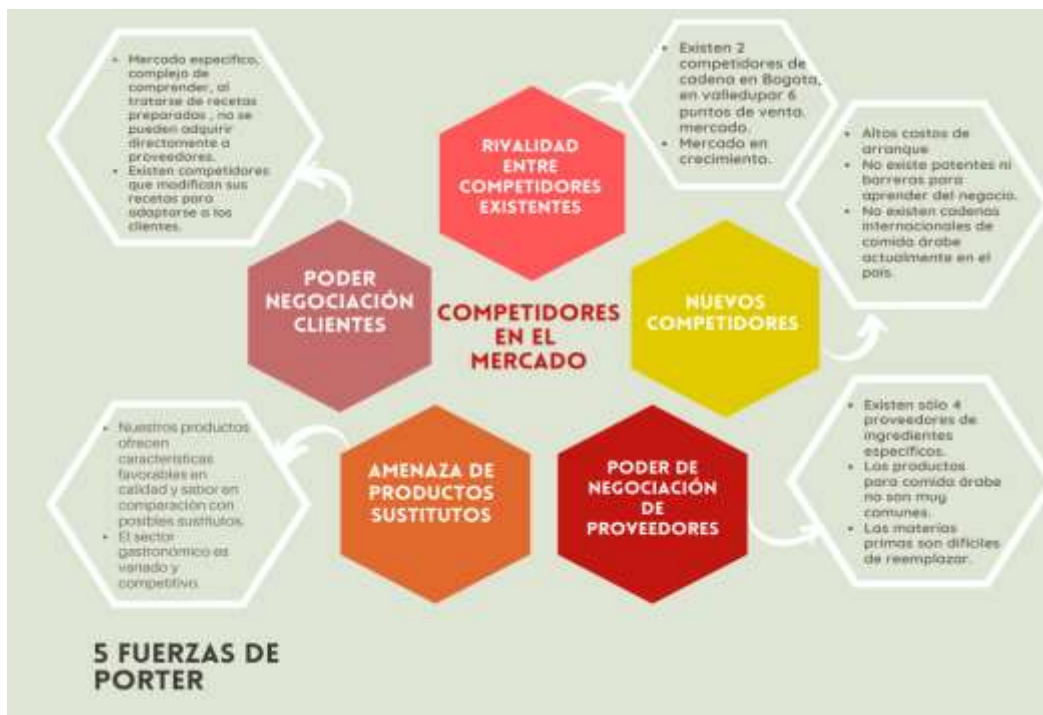 • Mercado especifico,
complejo de
comprender, al
tratarse de recetas
preparadas , no se
pueden adquirir
directamente a
proveedores.
• Existen competidores
que modifican sus
recetas para
adaptarse a los
clientes.
RIVALIDAD
ENTRE
COMPETIDORES
EXISTENTES
• Existen 2
competidores de
cadena en Bogota,
en valledupar 6
puntos de venta.
mercado.
• Mercado en
crecimiento.
• Altos costos de
arranque
• No existe patentes ni
barreras para
aprender del negocio.
• No existen cadenas
internacionales de
comida árabe
actualmente en el
país.
PODER
NEGOCIACIÓN
CLIENTES
COMPETIDORES
EN EL
MERCADO
NUEVOS
COMPETIDORES
• Nuestros productos
ofrecen
características
favorables en
calidad y sabor en
comparación con
posibles sustitutos.
• El sector
gastronómico es
variado y
competitivo.
AMENAZA DE
PRODUCTOS
SUSTITUTOS
PODER DE
NEGOCIACIÓN
DE
PROVEEDORES
• Existen sólo 4
proveedores de
ingredientes
específicos.
• Los productos
para comida árabe
no son muy
comunes.
• Las materias
primas son difíciles
de reemplazar.
5 FUERZAS DE
PORTER